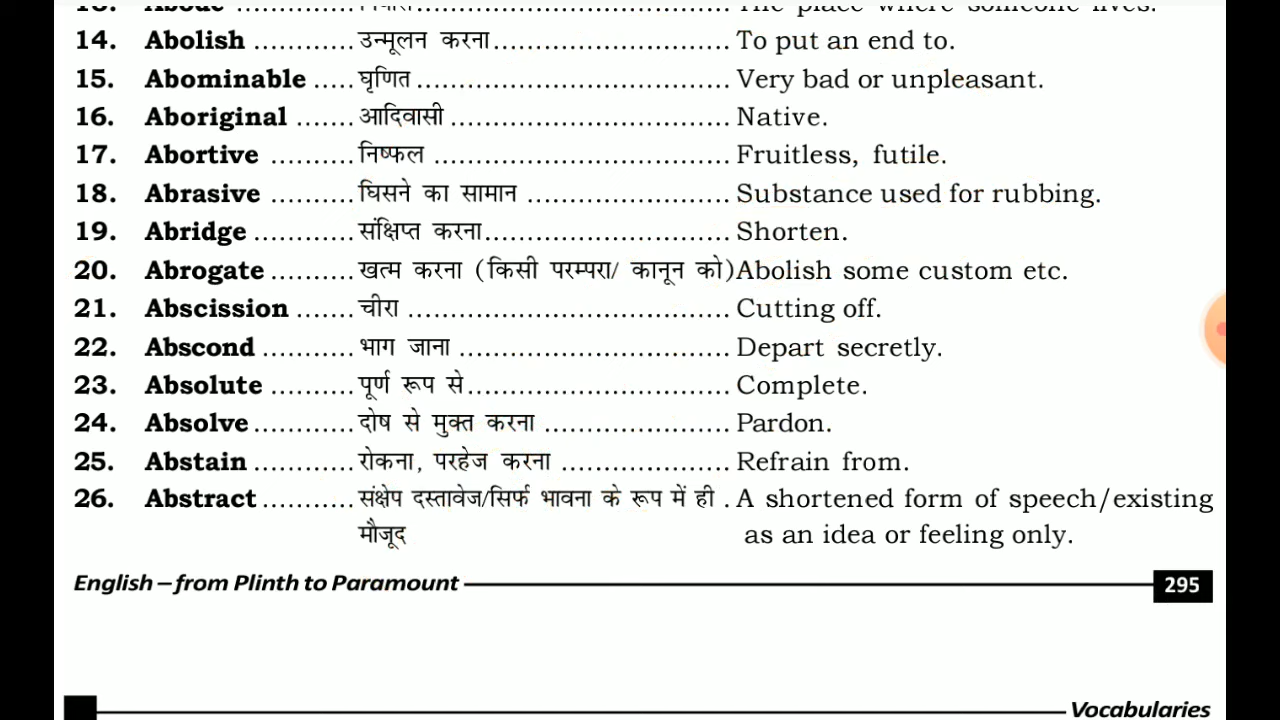 14. Abolish ............ उन्मूलन करना............................ To put an end to.
15. Abominable ..... घृणित ..................................... Very bad or unpleasant.
16. Aboriginal ....... आदिवासी ................................. Native.
17. Abortive .......... निष्फल ................................... Fruitless, futile.
18. Abrasive .......... घिसने का सामान ........................ Substance used for rubbing.
19. Abridge ............ संक्षिप्त करना............................. Shorten.
20. Abrogate .......... खत्म करना (किसी परम्परा/ कानून को)Abolish some custom etc.
21. Abscission ....... चीरा ...................................... Cutting off.
22. Abscond ........... भाग जाना ................................ Depart secretly.
23. Absolute .......... पूर्ण रूप से............................... Complete.
24. Absolve ............ दोष से मुक्त करना ...................... Pardon.
25. Abstain ............ रोकना, परहेज करना .................... Refrain from.
26. Abstract ........... संक्षेप दस्तावेज/सिर्फ भावना के रूप में ही . A shortened form of speech/existing
मौजूद as an idea or feeling only.
English – from Plinth to Paramount 295
Vocabularies